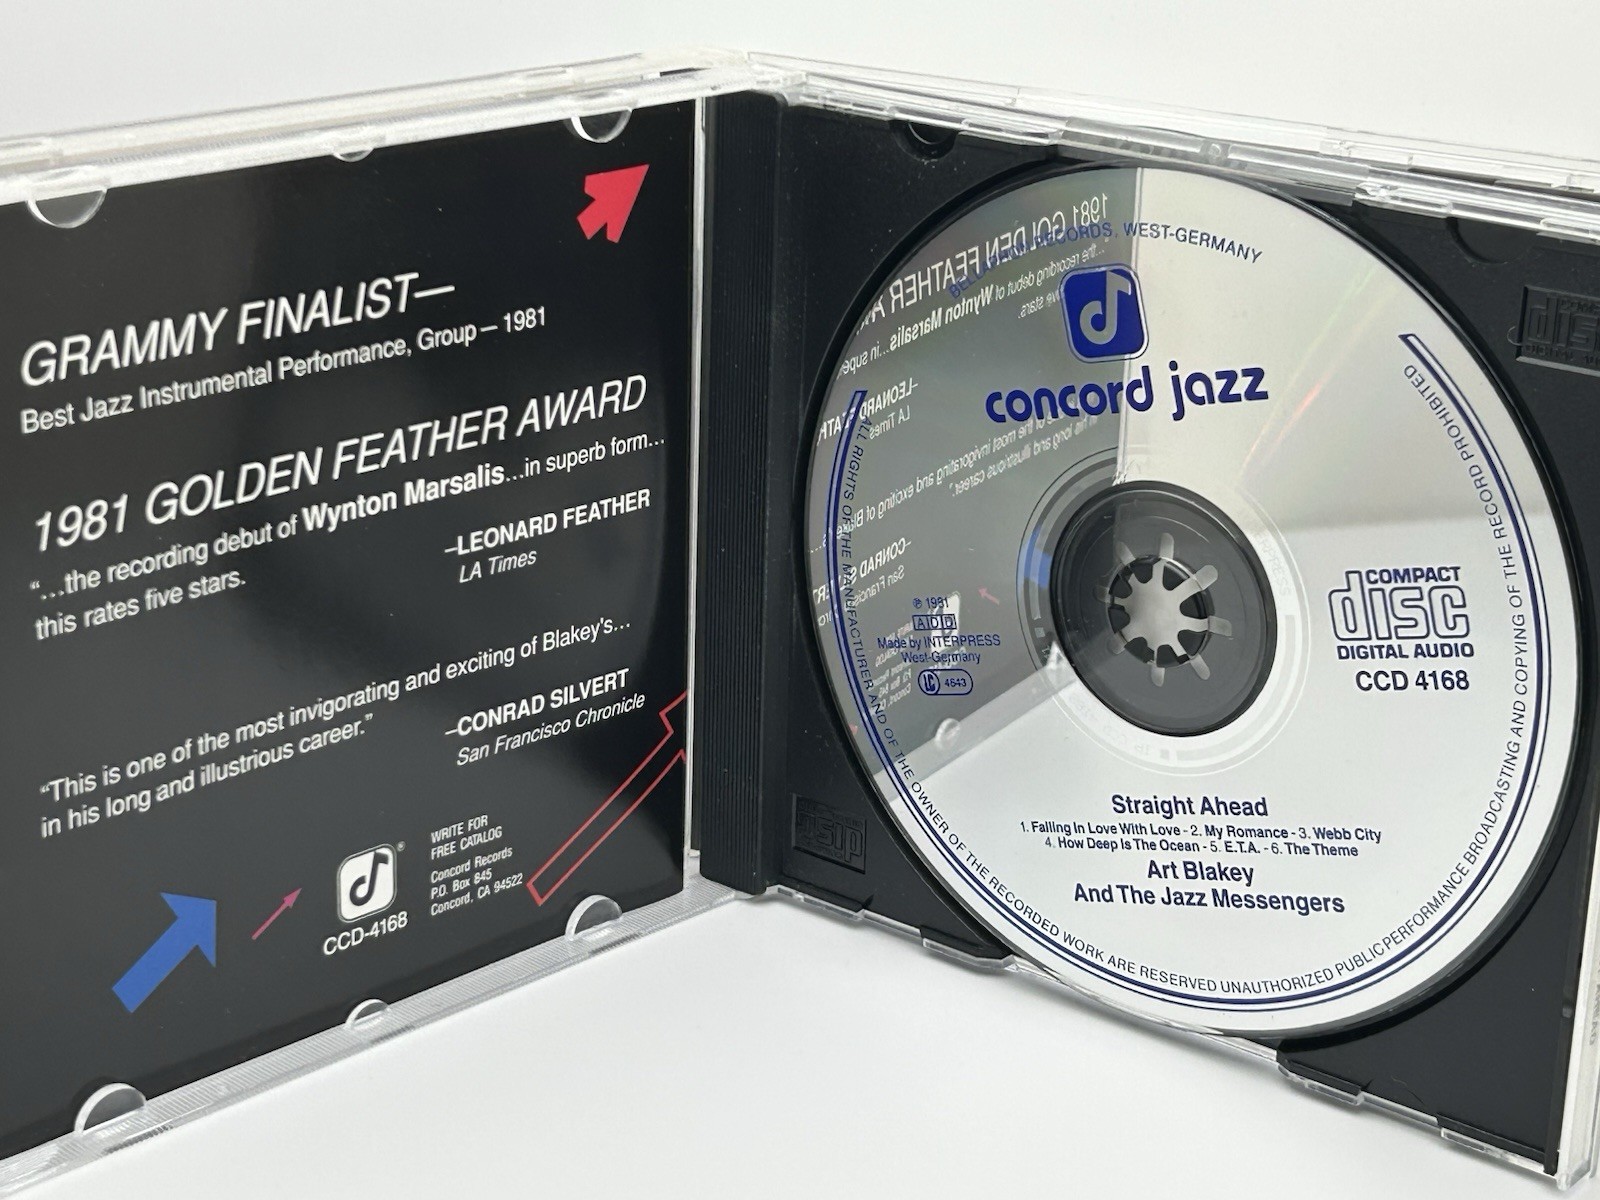 GRAMMY FINALIST—
Best Jazz Instrumental Performance, Group — 1981
1981 GOLDEN FEATHER AWARD
"...the recording debut of Wynton Marsalis...in superb form...
this rates five stars.
–LEONARD FEATHER
LA Times
"This is one of the most invigorating and exciting of Blakey's...
in his long and illustrious career."
–CONRAD SILVERT
San Francisco Chronicle
®
CCD-4168
WRITE FOR
FREE CATALOG
Concord Records
P.O. Box 845
Concord, CA 94522
BELLAPHON RECORDS, WEST-GERMANY
concord jazz
ALL RIGHTS OF THE MANUFACTURER AND OF THE OWNER OF THE RECORDED WORK ARE RESERVED UNAUTHORIZED PUBLIC PERFORMANCE BROADCASTING AND COPYING OF THE RECORD PROHIBITED
℗ 1981
ADD
Made by INTERPRESS
West-Germany
LC 4643
COMPACT
disc
DIGITAL AUDIO
CCD 4168
Straight Ahead
1. Falling In Love With Love - 2. My Romance - 3. Webb City
4. How Deep Is The Ocean - 5. E.T.A. - 6. The Theme
Art Blakey
And The Jazz Messengers